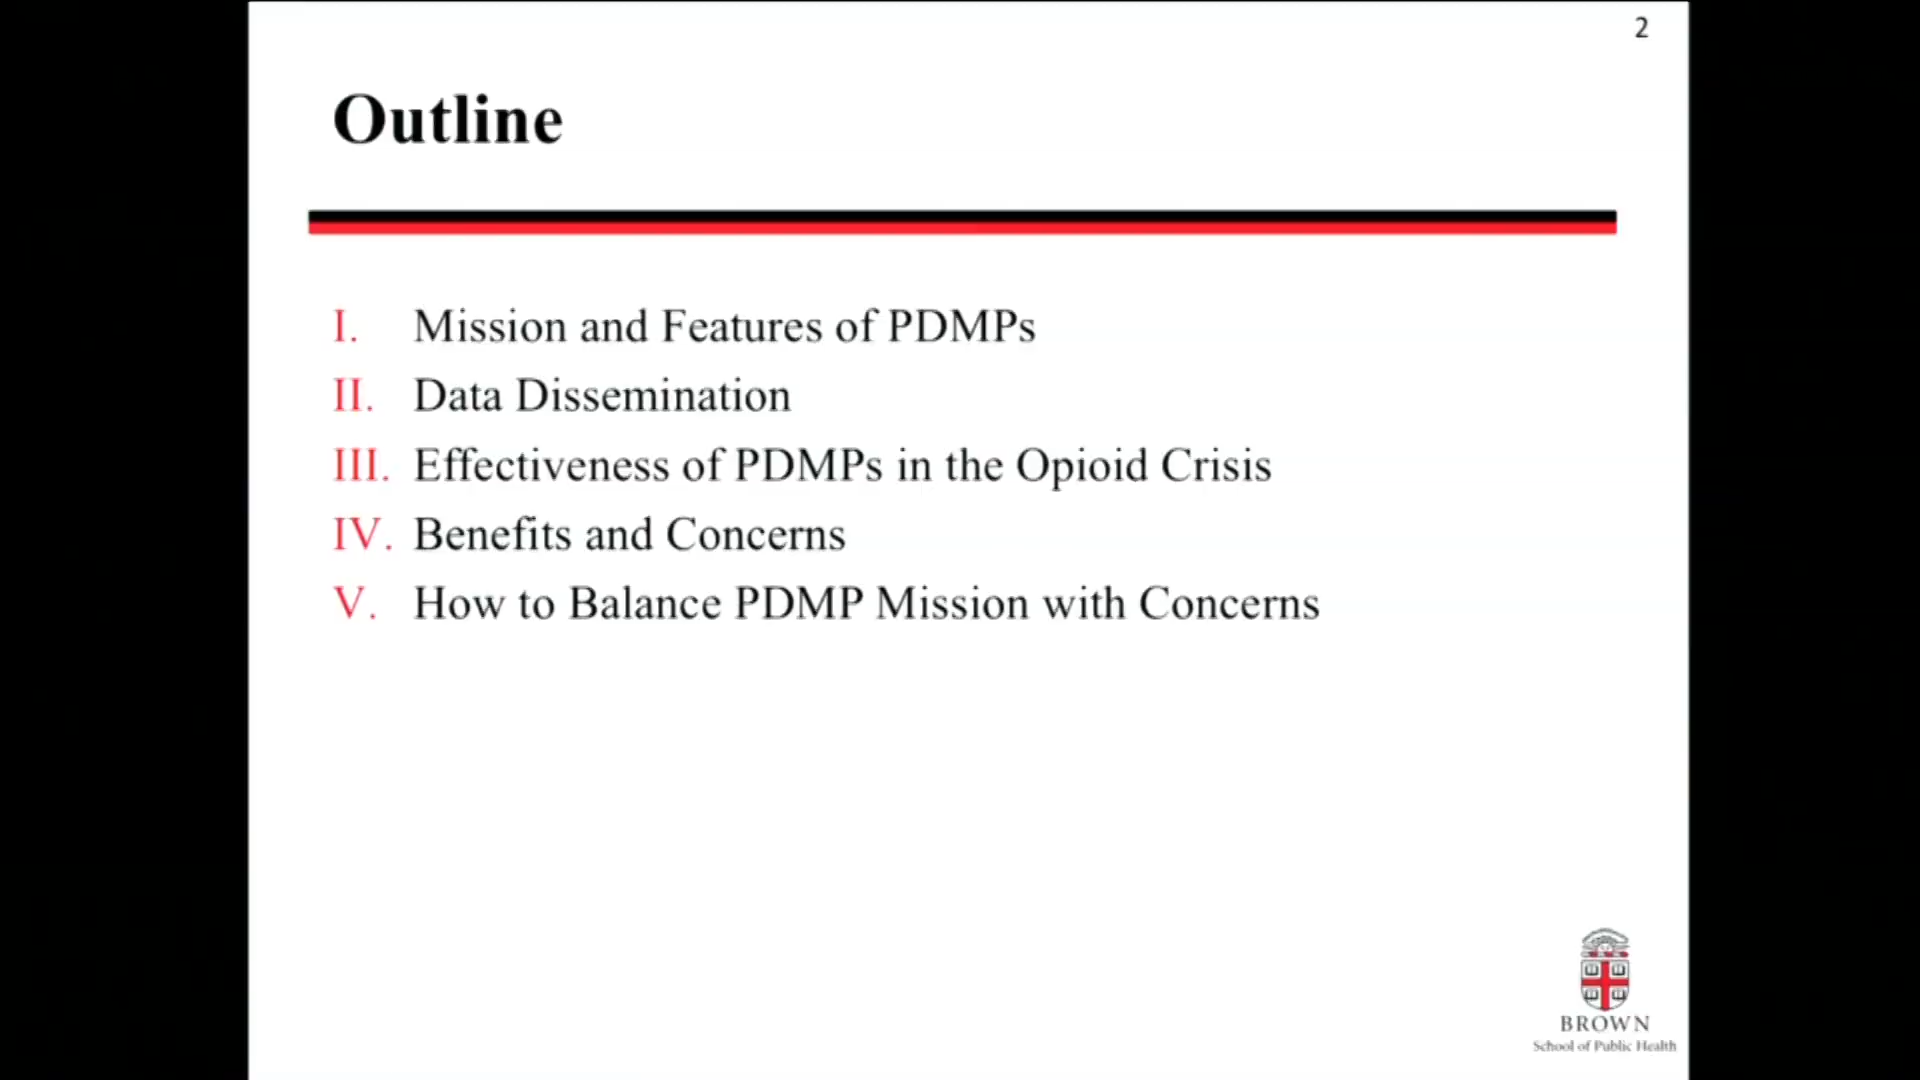 2
Outline
I. Mission and Features of PDMPs
II. Data Dissemination
III. Effectiveness of PDMPs in the Opioid Crisis
IV. Benefits and Concerns
V. How to Balance PDMP Mission with Concerns
BROWN
School of Public Health